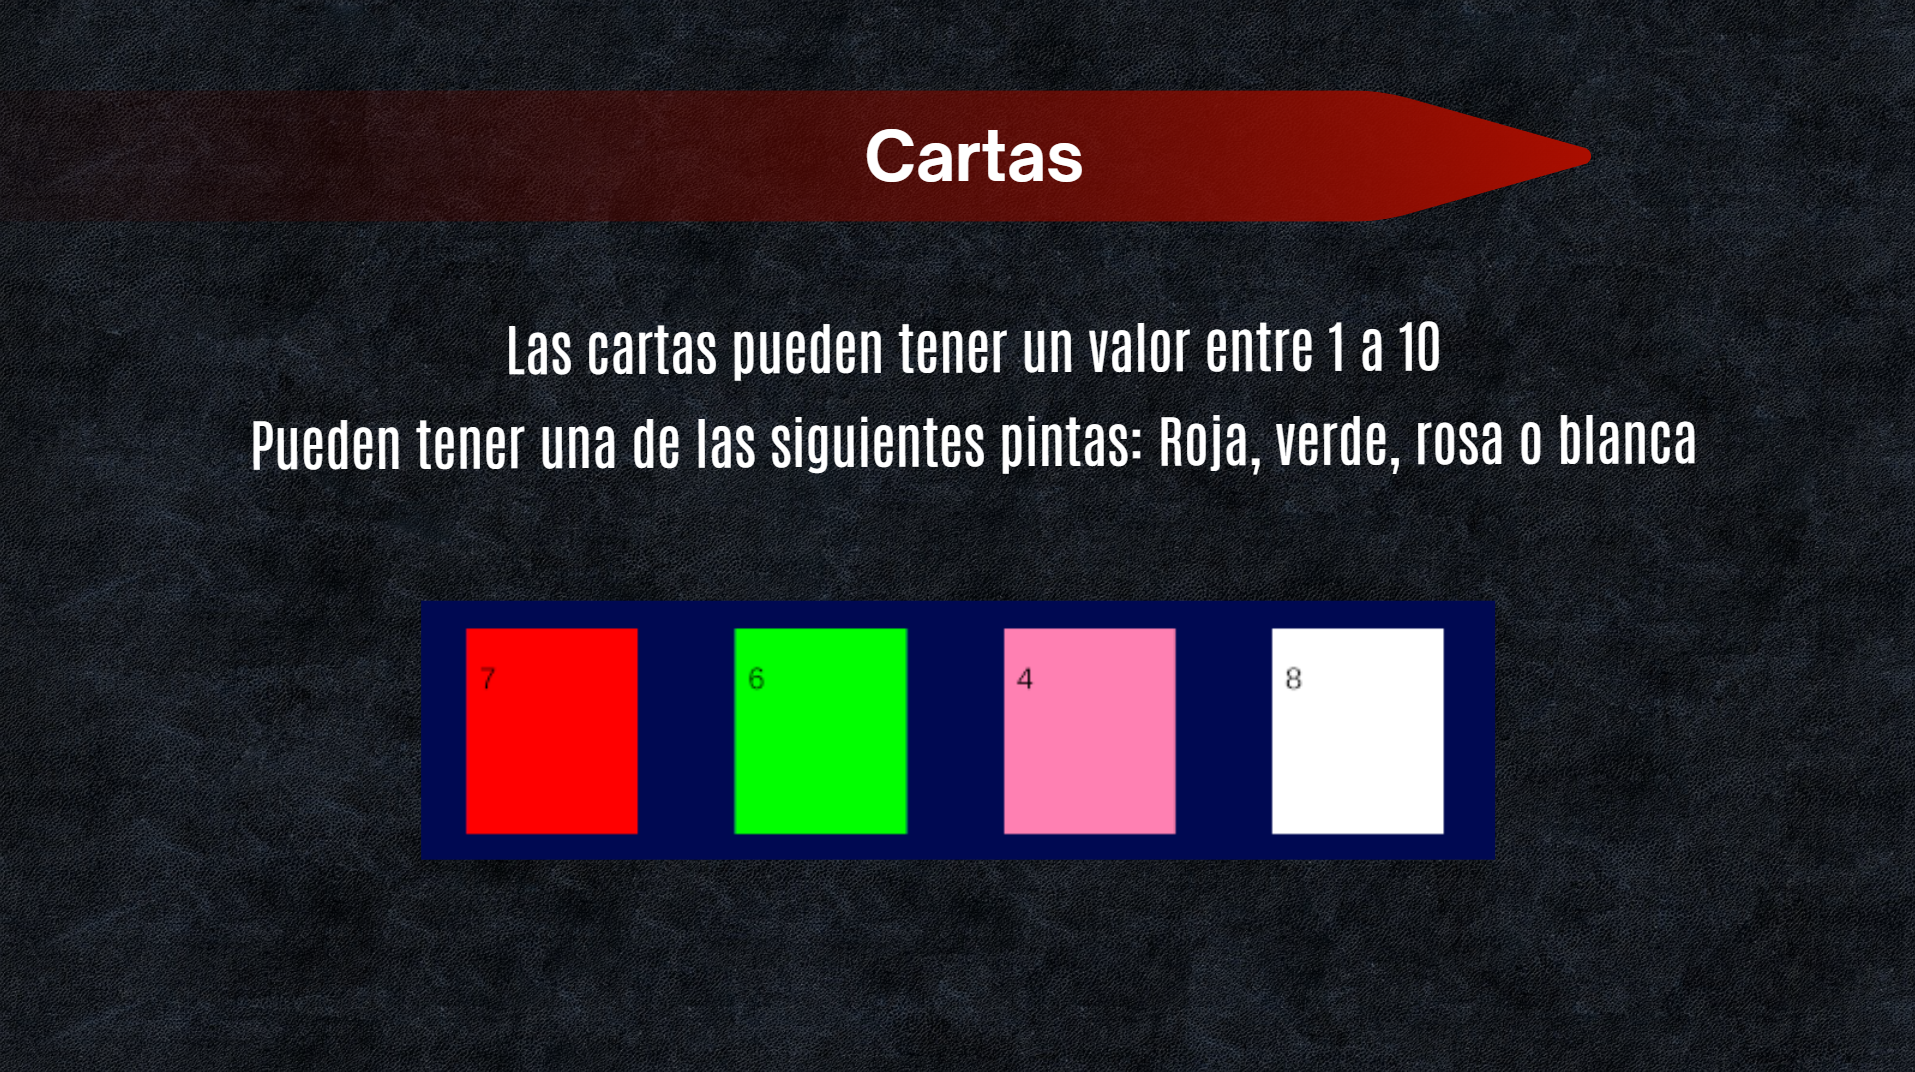 Cartas
Las cartas pueden tener un valor entre 1 a 10
Pueden tener una de las siguientes pintas: Roja, verde, rosa o blanca
7 6 4 8